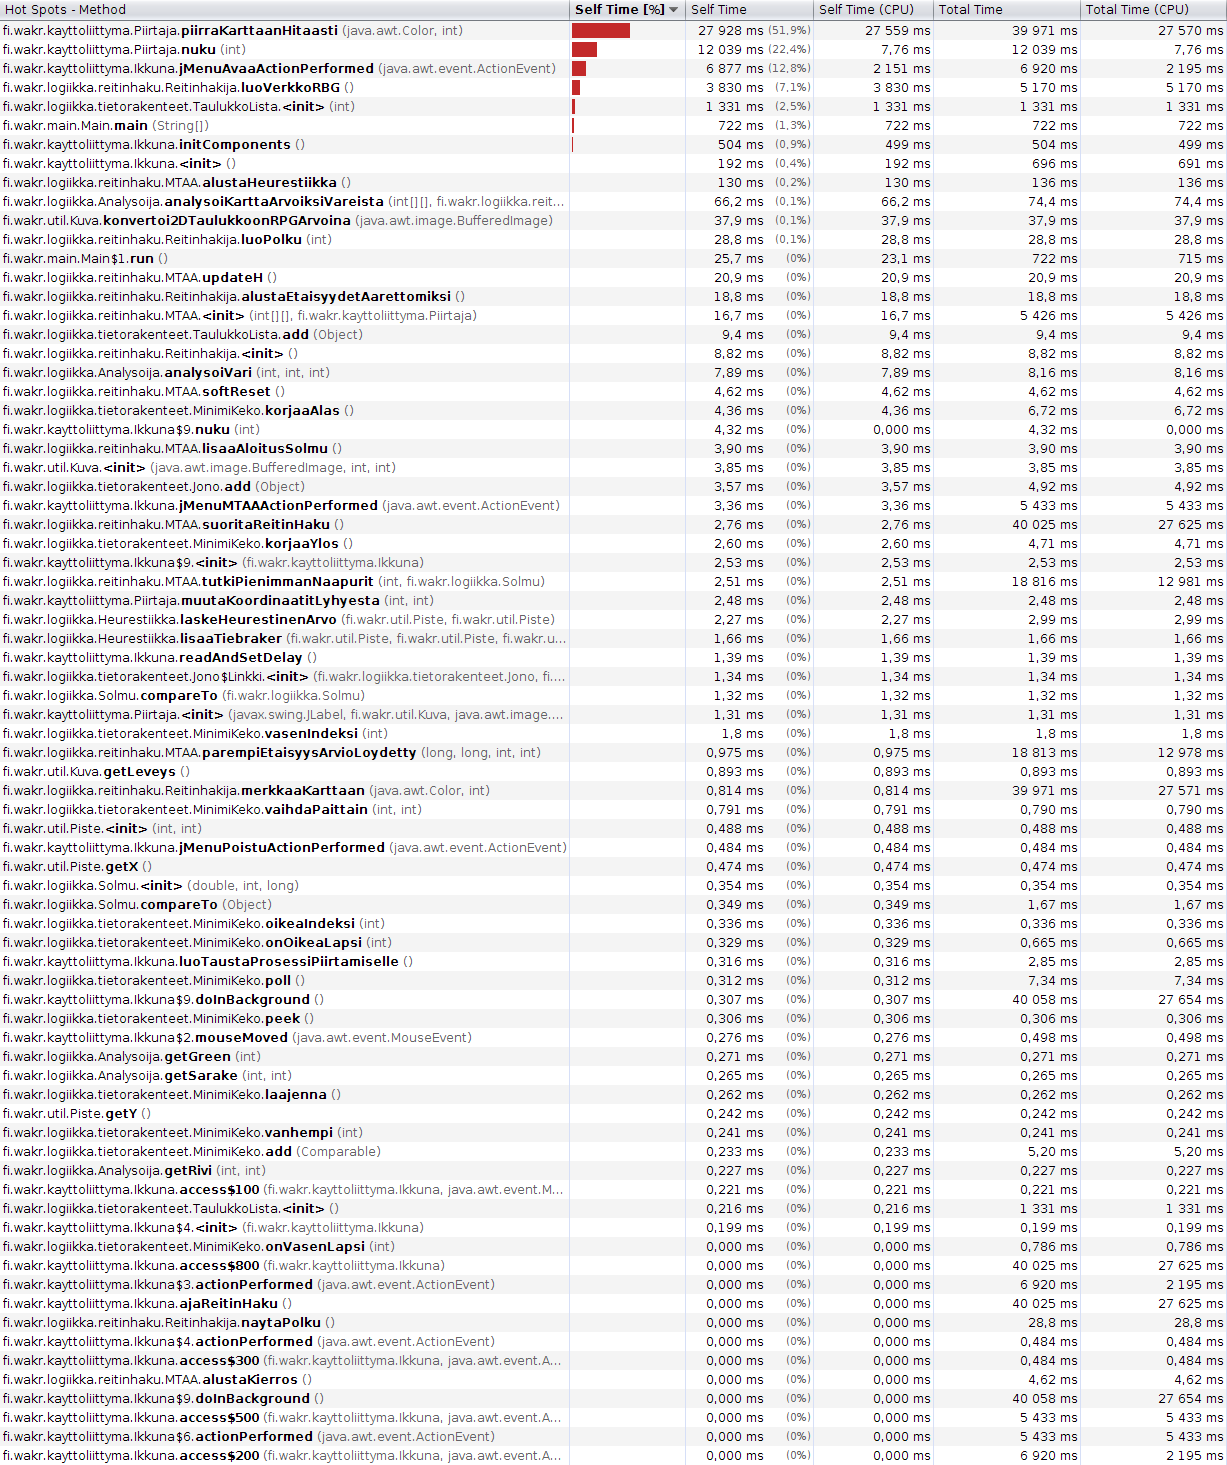 Hot Spots - Method Self Time [%] Self Time Self Time (CPU) Total Time Total Time (CPU)
fi.wakr.kayttoliittyma.Piirtaja.piirraKarttaanHitaasti (java.awt.Color, int) 27 928 ms (51,9%) 27 559 ms 39 971 ms 27 570 ms
fi.wakr.kayttoliittyma.Piirtaja.nuku (int) 12 039 ms (22,4%) 7,76 ms 12 039 ms 7,76 ms
fi.wakr.kayttoliittyma.Ikkuna.jMenuAvaaActionPerformed (java.awt.event.ActionEvent) 6 877 ms (12,8%) 2 151 ms 6 920 ms 2 195 ms
fi.wakr.logiikka.reitinhaku.Reitinhakija.luoVerkkoRBG () 3 830 ms (7,1%) 3 830 ms 5 170 ms 5 170 ms
fi.wakr.logiikka.tietorakenteet.TaulukkoLista.<init> (int) 1 331 ms (2,5%) 1 331 ms 1 331 ms 1 331 ms
fi.wakr.main.Main.main (String[]) 722 ms (1,3%) 722 ms 722 ms 722 ms
fi.wakr.kayttoliittyma.Ikkuna.initComponents () 504 ms (0,9%) 499 ms 504 ms 499 ms
fi.wakr.kayttoliittyma.Ikkuna.<init> () 192 ms (0,4%) 192 ms 696 ms 691 ms
fi.wakr.logiikka.reitinhaku.MTAA.alustaHeurestiikka () 130 ms (0,2%) 130 ms 136 ms 136 ms
fi.wakr.logiikka.Analysoija.analysoiKarttaArvoiksiVareista (int[][], fi.wakr.logiikka.reit... 66,2 ms (0,1%) 66,2 ms 74,4 ms 74,4 ms
fi.wakr.util.Kuva.konvertoi2DTaulukkoonRPGArvoina (java.awt.image.BufferedImage) 37,9 ms (0,1%) 37,9 ms 37,9 ms 37,9 ms
fi.wakr.logiikka.reitinhaku.Reitinhakija.luoPolku (int) 28,8 ms (0,1%) 28,8 ms 28,8 ms 28,8 ms
fi.wakr.main.Main$1.run () 25,7 ms (0%) 23,1 ms 722 ms 715 ms
fi.wakr.logiikka.reitinhaku.MTAA.updateH () 20,9 ms (0%) 20,9 ms 20,9 ms 20,9 ms
fi.wakr.logiikka.reitinhaku.Reitinhakija.alustaEtaisyydetAarettomiksi () 18,8 ms (0%) 18,8 ms 18,8 ms 18,8 ms
fi.wakr.logiikka.reitinhaku.MTAA.<init> (int[][], fi.wakr.kayttoliittyma.Piirtaja) 16,7 ms (0%) 16,7 ms 5 426 ms 5 426 ms
fi.wakr.logiikka.tietorakenteet.TaulukkoLista.add (Object) 9,4 ms (0%) 9,4 ms 9,4 ms 9,4 ms
fi.wakr.logiikka.reitinhaku.Reitinhakija.<init> () 8,82 ms (0%) 8,82 ms 8,82 ms 8,82 ms
fi.wakr.logiikka.Analysoija.analysoiVari (int, int, int) 7,89 ms (0%) 7,89 ms 8,16 ms 8,16 ms
fi.wakr.logiikka.reitinhaku.MTAA.softReset () 4,62 ms (0%) 4,62 ms 4,62 ms 4,62 ms
fi.wakr.logiikka.tietorakenteet.MinimiKeko.korjaaAlas () 4,36 ms (0%) 4,36 ms 6,72 ms 6,72 ms
fi.wakr.kayttoliittyma.Ikkuna$9.nuku (int) 4,32 ms (0%) 0,000 ms 4,32 ms 0,000 ms
fi.wakr.logiikka.reitinhaku.MTAA.lisaaAloitusSolmu () 3,90 ms (0%) 3,90 ms 3,90 ms 3,90 ms
fi.wakr.util.Kuva.<init> (java.awt.image.BufferedImage, int, int) 3,85 ms (0%) 3,85 ms 3,85 ms 3,85 ms
fi.wakr.logiikka.tietorakenteet.Jono.add (Object) 3,57 ms (0%) 3,57 ms 4,92 ms 4,92 ms
fi.wakr.kayttoliittyma.Ikkuna.jMenuMTAAActionPerformed (java.awt.event.ActionEvent) 3,36 ms (0%) 3,36 ms 5 433 ms 5 433 ms
fi.wakr.logiikka.reitinhaku.MTAA.suoritaReitinHaku () 2,76 ms (0%) 2,76 ms 40 025 ms 27 625 ms
fi.wakr.logiikka.tietorakenteet.MinimiKeko.korjaaYlos () 2,60 ms (0%) 2,60 ms 4,71 ms 4,71 ms
fi.wakr.kayttoliittyma.Ikkuna$9.<init> (fi.wakr.kayttoliittyma.Ikkuna) 2,53 ms (0%) 2,53 ms 2,53 ms 2,53 ms
fi.wakr.logiikka.reitinhaku.MTAA.tutkiPienimmanNaapurit (int, fi.wakr.logiikka.Solmu) 2,51 ms (0%) 2,51 ms 18 816 ms 12 981 ms
fi.wakr.kayttoliittyma.Piirtaja.muutaKoordinaatitLyhyesta (int, int) 2,48 ms (0%) 2,48 ms 2,48 ms 2,48 ms
fi.wakr.logiikka.Heurestiikka.laskeHeurestinenArvo (fi.wakr.util.Piste, fi.wakr.util.Piste) 2,27 ms (0%) 2,27 ms 2,99 ms 2,99 ms
fi.wakr.logiikka.Heurestiikka.lisaaTiebraker (fi.wakr.util.Piste, fi.wakr.util.Piste, fi.wakr.u... 1,66 ms (0%) 1,66 ms 1,66 ms 1,66 ms
fi.wakr.kayttoliittyma.Ikkuna.readAndSetDelay () 1,39 ms (0%) 1,39 ms 1,39 ms 1,39 ms
fi.wakr.logiikka.tietorakenteet.Jono$Linkki.<init> (fi.wakr.logiikka.tietorakenteet.Jono, fi.... 1,34 ms (0%) 1,34 ms 1,34 ms 1,34 ms
fi.wakr.logiikka.Solmu.compareTo (fi.wakr.logiikka.Solmu) 1,32 ms (0%) 1,32 ms 1,32 ms 1,32 ms
fi.wakr.kayttoliittyma.Piirtaja.<init> (javax.swing.JLabel, fi.wakr.util.Kuva, java.awt.image.... 1,31 ms (0%) 1,31 ms 1,31 ms 1,31 ms
fi.wakr.logiikka.tietorakenteet.MinimiKeko.vasenIndeksi (int) 1,8 ms (0%) 1,8 ms 1,8 ms 1,8 ms
fi.wakr.logiikka.reitinhaku.MTAA.parempiEtaisyysArvioLoydetty (long, long, int, int) 0,975 ms (0%) 0,975 ms 18 813 ms 12 978 ms
fi.wakr.util.Kuva.getLeveys () 0,893 ms (0%) 0,893 ms 0,893 ms 0,893 ms
fi.wakr.logiikka.reitinhaku.Reitinhakija.merkkaaKarttaan (java.awt.Color, int) 0,814 ms (0%) 0,814 ms 39 971 ms 27 571 ms
fi.wakr.logiikka.tietorakenteet.MinimiKeko.vaihdaPaittain (int, int) 0,791 ms (0%) 0,791 ms 0,790 ms 0,790 ms
fi.wakr.util.Piste.<init> (int, int) 0,488 ms (0%) 0,488 ms 0,488 ms 0,488 ms
fi.wakr.kayttoliittyma.Ikkuna.jMenuPoistuActionPerformed (java.awt.event.ActionEvent) 0,484 ms (0%) 0,484 ms 0,484 ms 0,484 ms
fi.wakr.util.Piste.getX () 0,474 ms (0%) 0,474 ms 0,474 ms 0,474 ms
fi.wakr.logiikka.Solmu.<init> (double, int, long) 0,354 ms (0%) 0,354 ms 0,354 ms 0,354 ms
fi.wakr.logiikka.Solmu.compareTo (Object) 0,349 ms (0%) 0,349 ms 1,67 ms 1,67 ms
fi.wakr.logiikka.tietorakenteet.MinimiKeko.oikeaIndeksi (int) 0,336 ms (0%) 0,336 ms 0,336 ms 0,336 ms
fi.wakr.logiikka.tietorakenteet.MinimiKeko.onOikeaLapsi (int) 0,329 ms (0%) 0,329 ms 0,665 ms 0,665 ms
fi.wakr.kayttoliittyma.Ikkuna.luoTaustaProsessiPiirtamiselle () 0,316 ms (0%) 0,316 ms 2,85 ms 2,85 ms
fi.wakr.logiikka.tietorakenteet.MinimiKeko.poll () 0,312 ms (0%) 0,312 ms 7,34 ms 7,34 ms
fi.wakr.kayttoliittyma.Ikkuna$9.doInBackground () 0,307 ms (0%) 0,307 ms 40 058 ms 27 654 ms
fi.wakr.logiikka.tietorakenteet.MinimiKeko.peek () 0,306 ms (0%) 0,306 ms 0,306 ms 0,306 ms
fi.wakr.kayttoliittyma.Ikkuna$2.mouseMoved (java.awt.event.MouseEvent) 0,276 ms (0%) 0,276 ms 0,498 ms 0,498 ms
fi.wakr.logiikka.Analysoija.getGreen (int) 0,271 ms (0%) 0,271 ms 0,271 ms 0,271 ms
fi.wakr.logiikka.Analysoija.getSarake (int, int) 0,265 ms (0%) 0,265 ms 0,265 ms 0,265 ms
fi.wakr.logiikka.tietorakenteet.MinimiKeko.laajenna () 0,262 ms (0%) 0,262 ms 0,262 ms 0,262 ms
fi.wakr.util.Piste.getY () 0,242 ms (0%) 0,242 ms 0,242 ms 0,242 ms
fi.wakr.logiikka.tietorakenteet.MinimiKeko.vanhempi (int) 0,241 ms (0%) 0,241 ms 0,241 ms 0,241 ms
fi.wakr.logiikka.tietorakenteet.MinimiKeko.add (Comparable) 0,233 ms (0%) 0,233 ms 5,20 ms 5,20 ms
fi.wakr.logiikka.Analysoija.getRivi (int, int) 0,227 ms (0%) 0,227 ms 0,227 ms 0,227 ms
fi.wakr.kayttoliittyma.Ikkuna.access$100 (fi.wakr.kayttoliittyma.Ikkuna, java.awt.event.M... 0,221 ms (0%) 0,221 ms 0,221 ms 0,221 ms
fi.wakr.logiikka.tietorakenteet.TaulukkoLista.<init> () 0,216 ms (0%) 0,216 ms 1 331 ms 1 331 ms
fi.wakr.kayttoliittyma.Ikkuna$4.<init> (fi.wakr.kayttoliittyma.Ikkuna) 0,199 ms (0%) 0,199 ms 0,199 ms 0,199 ms
fi.wakr.logiikka.tietorakenteet.MinimiKeko.onVasenLapsi (int) 0,000 ms (0%) 0,000 ms 0,786 ms 0,786 ms
fi.wakr.kayttoliittyma.Ikkuna.access$800 (fi.wakr.kayttoliittyma.Ikkuna) 0,000 ms (0%) 0,000 ms 40 025 ms 27 625 ms
fi.wakr.kayttoliittyma.Ikkuna$3.actionPerformed (java.awt.event.ActionEvent) 0,000 ms (0%) 0,000 ms 6 920 ms 2 195 ms
fi.wakr.kayttoliittyma.Ikkuna.ajaReitinHaku () 0,000 ms (0%) 0,000 ms 40 025 ms 27 625 ms
fi.wakr.logiikka.reitinhaku.Reitinhakija.naytaPolku () 0,000 ms (0%) 0,000 ms 28,8 ms 28,8 ms
fi.wakr.kayttoliittyma.Ikkuna$4.actionPerformed (java.awt.event.ActionEvent) 0,000 ms (0%) 0,000 ms 0,484 ms 0,484 ms
fi.wakr.kayttoliittyma.Ikkuna.access$300 (fi.wakr.kayttoliittyma.Ikkuna, java.awt.event.A... 0,000 ms (0%) 0,000 ms 0,484 ms 0,484 ms
fi.wakr.logiikka.reitinhaku.MTAA.alustaKierros () 0,000 ms (0%) 0,000 ms 4,62 ms 4,62 ms
fi.wakr.kayttoliittyma.Ikkuna$9.doInBackground () 0,000 ms (0%) 0,000 ms 40 058 ms 27 654 ms
fi.wakr.kayttoliittyma.Ikkuna.access$500 (fi.wakr.kayttoliittyma.Ikkuna, java.awt.event.A... 0,000 ms (0%) 0,000 ms 5 433 ms 5 433 ms
fi.wakr.kayttoliittyma.Ikkuna$6.actionPerformed (java.awt.event.ActionEvent) 0,000 ms (0%) 0,000 ms 5 433 ms 5 433 ms
fi.wakr.kayttoliittyma.Ikkuna.access$200 (fi.wakr.kayttoliittyma.Ikkuna, java.awt.event.A... 0,000 ms (0%) 0,000 ms 6 920 ms 2 195 ms